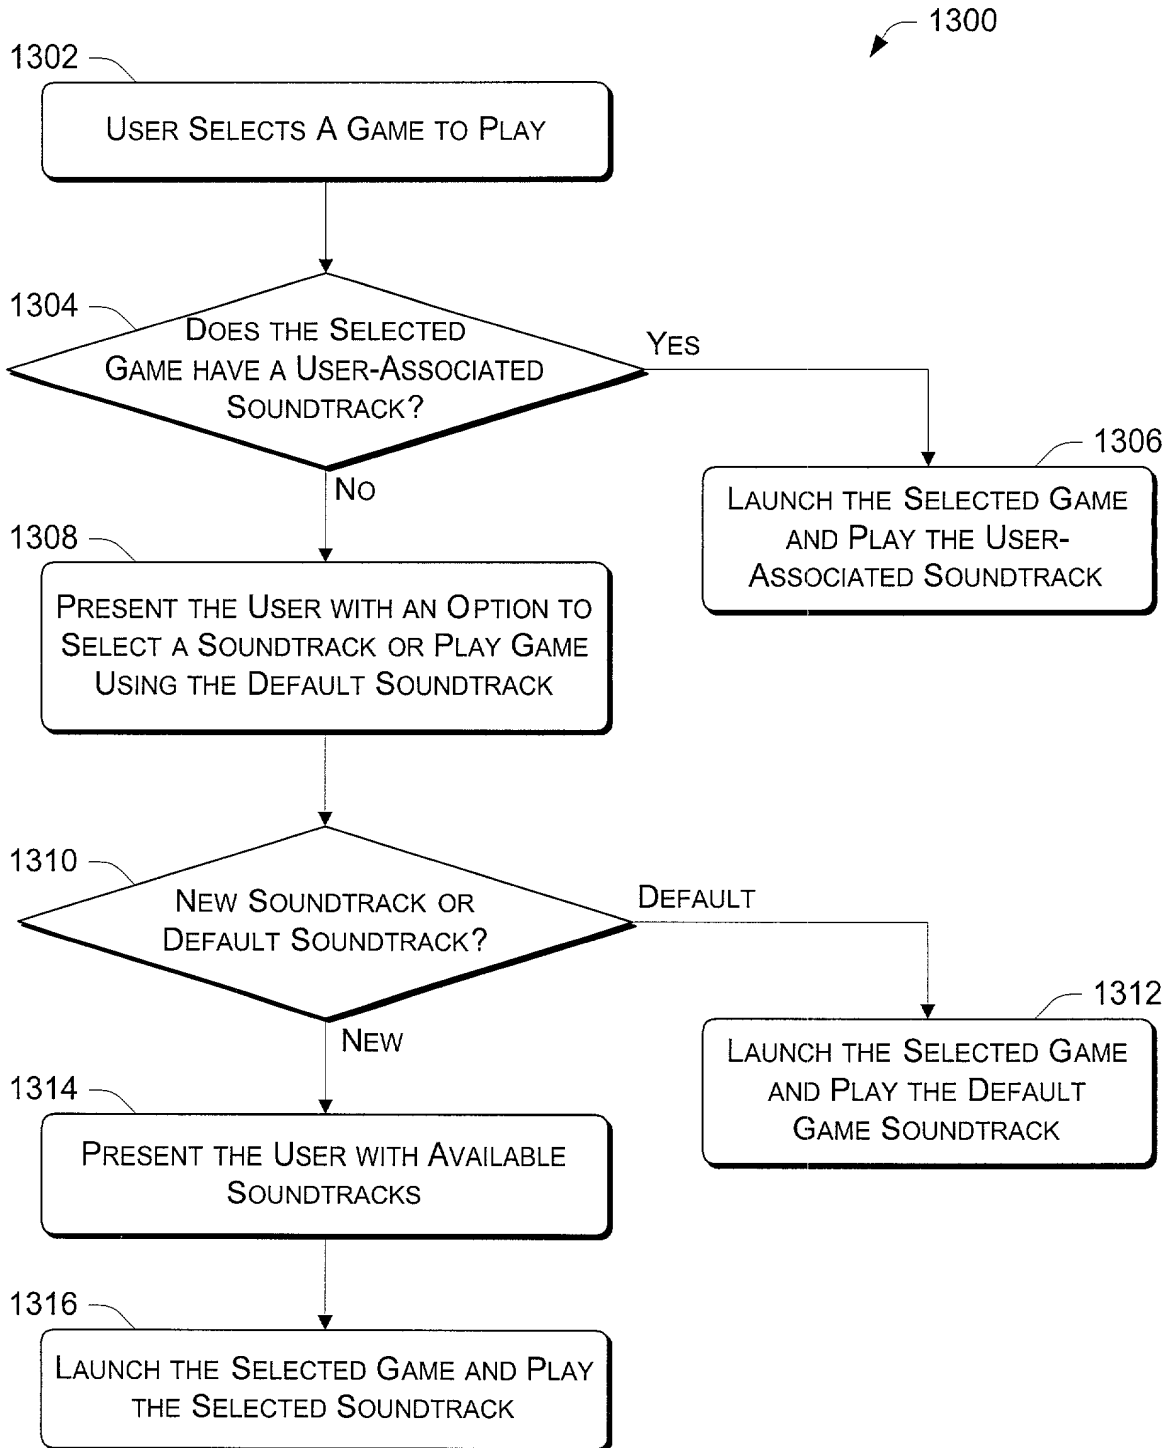 1300
1302
USER SELECTS A GAME TO PLAY
1304
DOES THE SELECTED
GAME HAVE A USER-ASSOCIATED
SOUNDTRACK?
YES
1306
LAUNCH THE SELECTED GAME
AND PLAY THE USER-
ASSOCIATED SOUNDTRACK
NO
1308
PRESENT THE USER WITH AN OPTION TO
SELECT A SOUNDTRACK OR PLAY GAME
USING THE DEFAULT SOUNDTRACK
1310
NEW SOUNDTRACK OR
DEFAULT SOUNDTRACK?
DEFAULT
1312
LAUNCH THE SELECTED GAME
AND PLAY THE DEFAULT
GAME SOUNDTRACK
NEW
1314
PRESENT THE USER WITH AVAILABLE
SOUNDTRACKS
1316
LAUNCH THE SELECTED GAME AND PLAY
THE SELECTED SOUNDTRACK